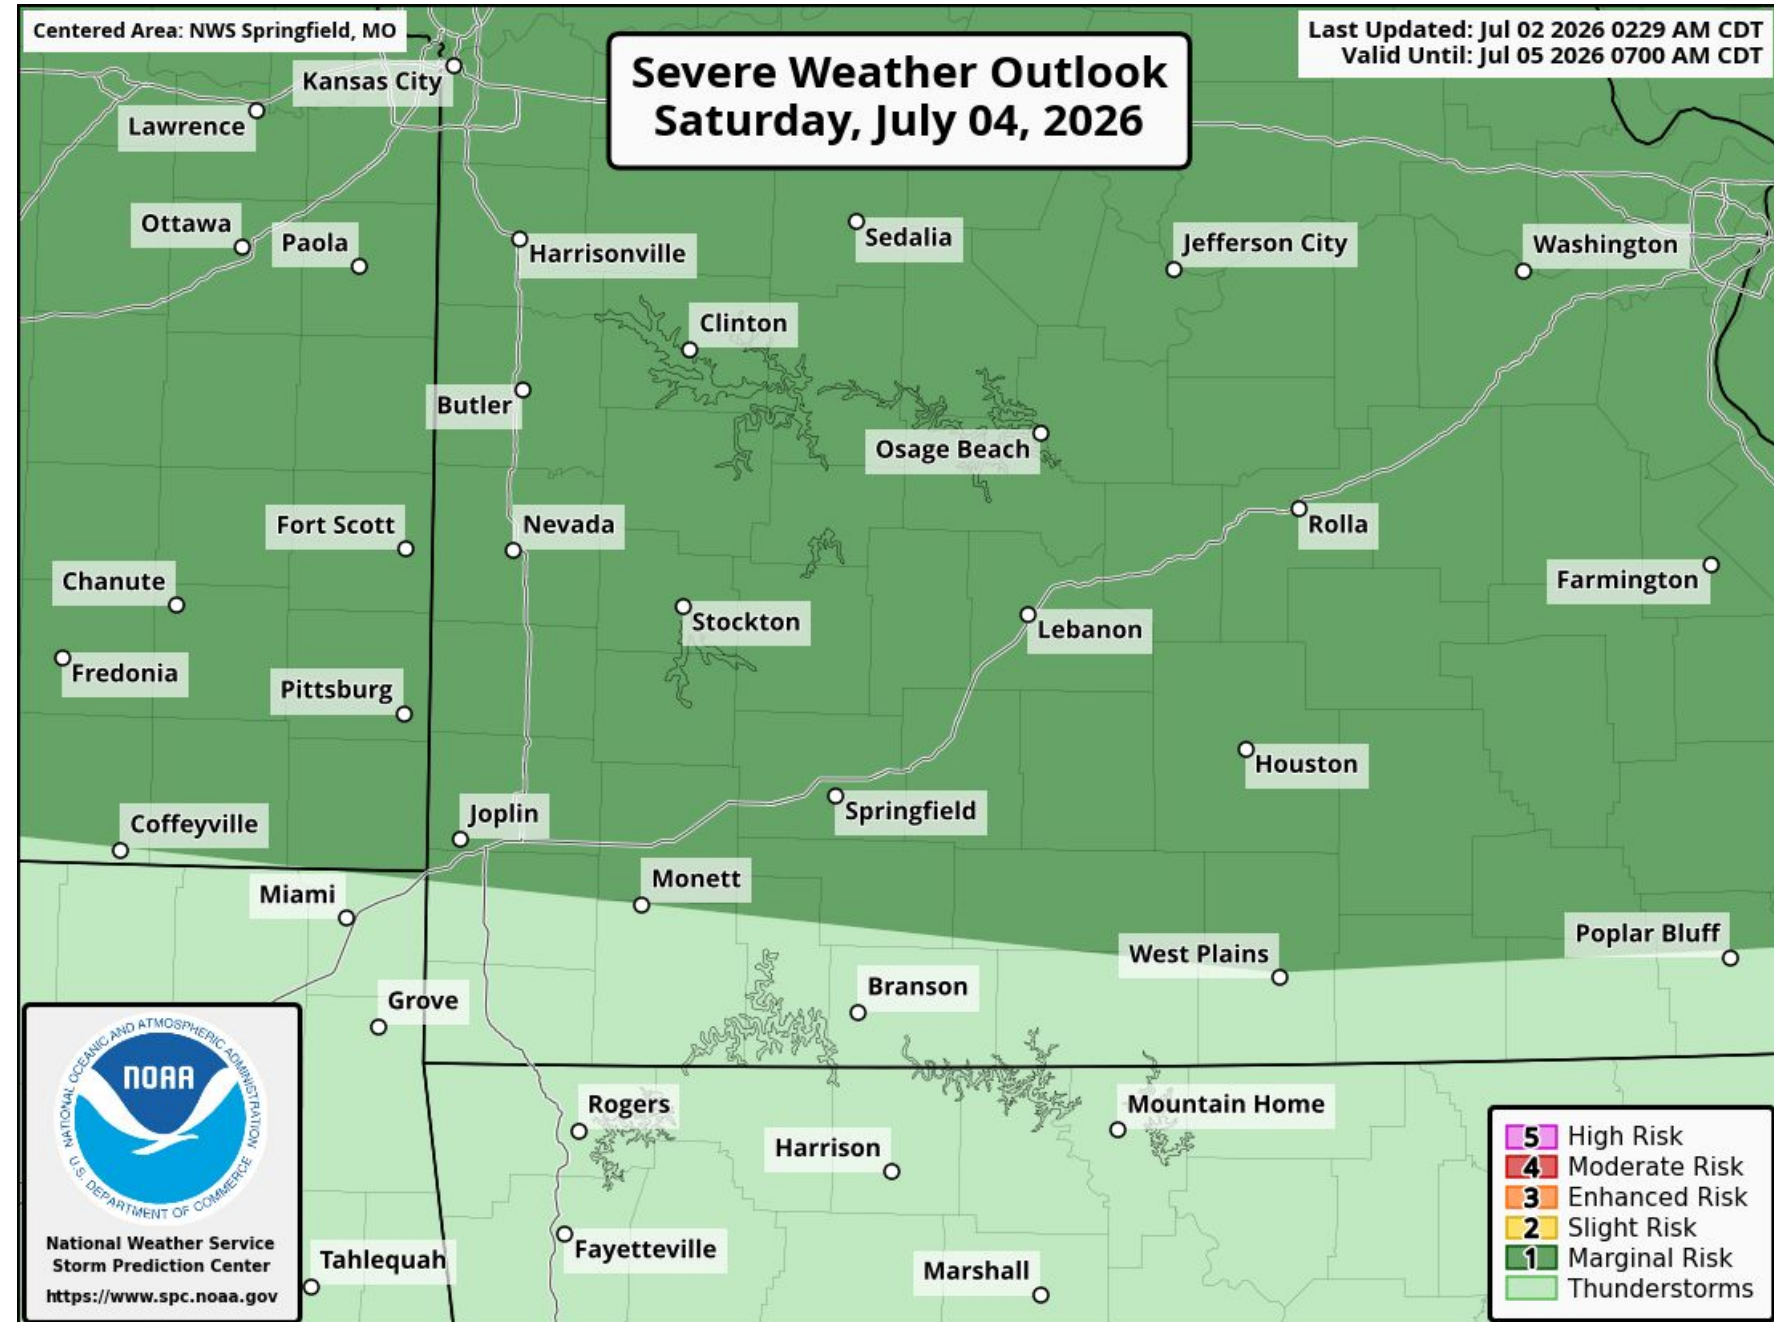 Centered Area: NWS Springfield, MO
Last Updated: Jul 02 2026 0229 AM CDT
Valid Until: Jul 05 2026 0700 AM CDT
Severe Weather Outlook
Saturday, July 04, 2026
Kansas City
Lawrence
Ottawa
Paola
Harrisonville
Sedalia
Jefferson City
Washington
Clinton
Butler
Osage Beach
Fort Scott
Nevada
Rolla
Chanute
Farmington
Stockton
Lebanon
Fredonia
Pittsburg
Houston
Joplin
Springfield
Coffeyville
Monett
Miami
Poplar Bluff
West Plains
Branson
Grove
Rogers
Mountain Home
Harrison
Fayetteville
Tahlequah
Marshall
NATIONAL OCEANIC AND ATMOSPHERIC ADMINISTRATION
NOAA
U.S. DEPARTMENT OF COMMERCE
National Weather Service
Storm Prediction Center
https://www.spc.noaa.gov
5 High Risk
4 Moderate Risk
3 Enhanced Risk
2 Slight Risk
1 Marginal Risk
Thunderstorms